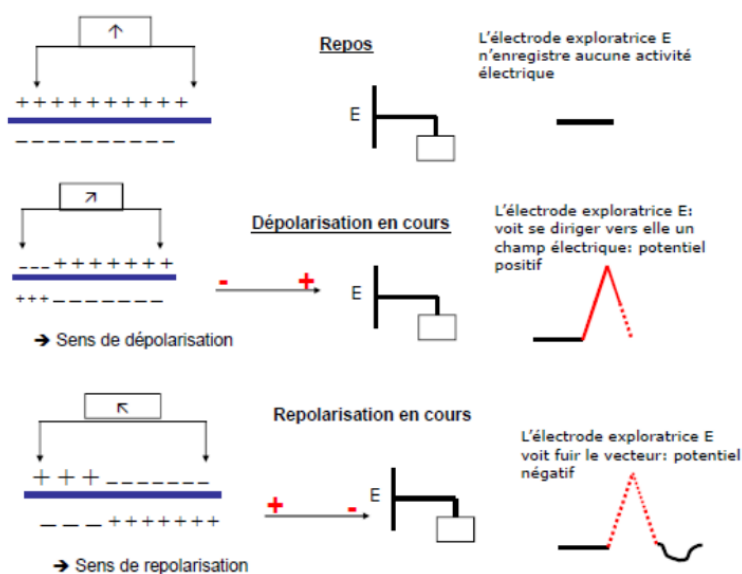 ↑
Repos
L'électrode exploratrice E
n'enregistre aucune activité
électrique
++++++++++
E
––––––––––
↗
Dépolarisation en cours
L'électrode exploratrice E:
voit se diriger vers elle un
champ électrique: potentiel
positif
---+++++++
- +
E
+++-------
➔ Sens de dépolarisation
↖
Repolarisation en cours
L'électrode exploratrice E
voit fuir le vecteur: potentiel
négatif
+++-------
+ -
E
---+++++++
➔ Sens de repolarisation